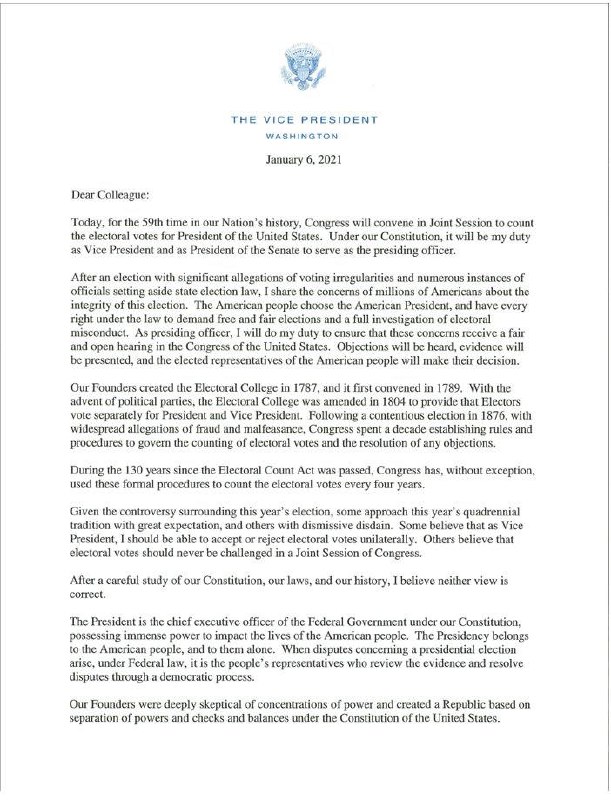 THE VICE PRESIDENT
WASHINGTON
January 6, 2021
Dear Colleague:
Today, for the 59th time in our Nation's history, Congress will convene in Joint Session to count
the electoral votes for President of the United States. Under our Constitution, it will be my duty
as Vice President and as President of the Senate to serve as the presiding officer.
After an election with significant allegations of voting irregularities and numerous instances of
officials setting aside state election law, I share the concerns of millions of Americans about the
integrity of this election. The American people choose the American President, and have every
right under the law to demand free and fair elections and a full investigation of electoral
misconduct. As presiding officer, I will do my duty to ensure that these concerns receive a fair
and open hearing in the Congress of the United States. Objections will be heard, evidence will
be presented, and the elected representatives of the American people will make their decision.
Our Founders created the Electoral College in 1787, and it first convened in 1789. With the
advent of political parties, the Electoral College was amended in 1804 to provide that Electors
vote separately for President and Vice President. Following a contentious election in 1876, with
widespread allegations of fraud and malfeasance, Congress spent a decade establishing rules and
procedures to govern the counting of electoral votes and the resolution of any objections.
During the 130 years since the Electoral Count Act was passed, Congress has, without exception,
used these formal procedures to count the electoral votes every four years.
Given the controversy surrounding this year's election, some approach this year's quadrennial
tradition with great expectation, and others with dismissive disdain. Some believe that as Vice
President, I should be able to accept or reject electoral votes unilaterally. Others believe that
electoral votes should never be challenged in a Joint Session of Congress.
After a careful study of our Constitution, our laws, and our history, I believe neither view is
correct.
The President is the chief executive officer of the Federal Government under our Constitution,
possessing immense power to impact the lives of the American people. The Presidency belongs
to the American people, and to them alone. When disputes concerning a presidential election
arise, under Federal law, it is the people's representatives who review the evidence and resolve
disputes through a democratic process.
Our Founders were deeply skeptical of concentrations of power and created a Republic based on
separation of powers and checks and balances under the Constitution of the United States.